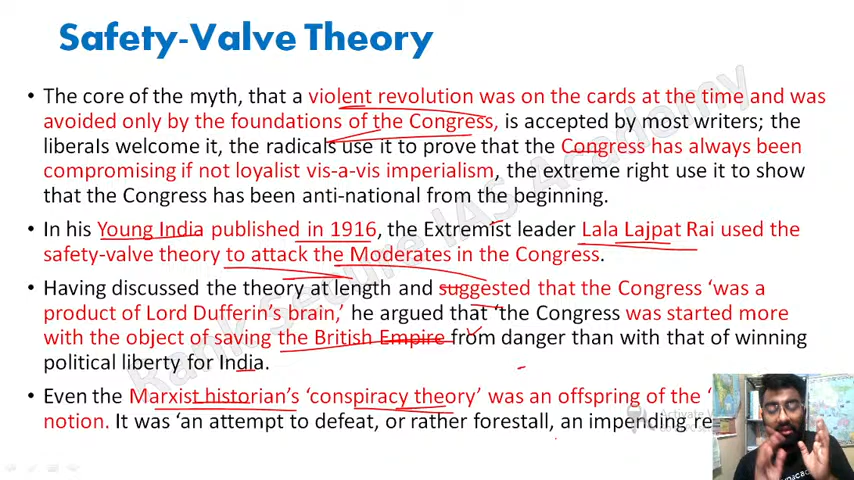 Safety-Valve Theory
• The core of the myth, that a violent revolution was on the cards at the time and was
avoided only by the foundations of the Congress, is accepted by most writers; the
liberals welcome it, the radicals use it to prove that the Congress has always been
compromising if not loyalist vis-a-vis imperialism, the extreme right use it to show
that the Congress has been anti-national from the beginning.
• In his Young India published in 1916, the Extremist leader Lala Lajpat Rai used the
safety-valve theory to attack the Moderates in the Congress.
• Having discussed the theory at length and suggested that the Congress ‘was a
product of Lord Dufferin’s brain,’ he argued that ‘the Congress was started more
with the object of saving the British Empire from danger than with that of winning
political liberty for India.
• Even the Marxist historian’s ‘conspiracy theory’ was an offspring of the ‘
notion. It was ‘an attempt to defeat, or rather forestall, an impending re
Rank Secure IAS Academy
Activate